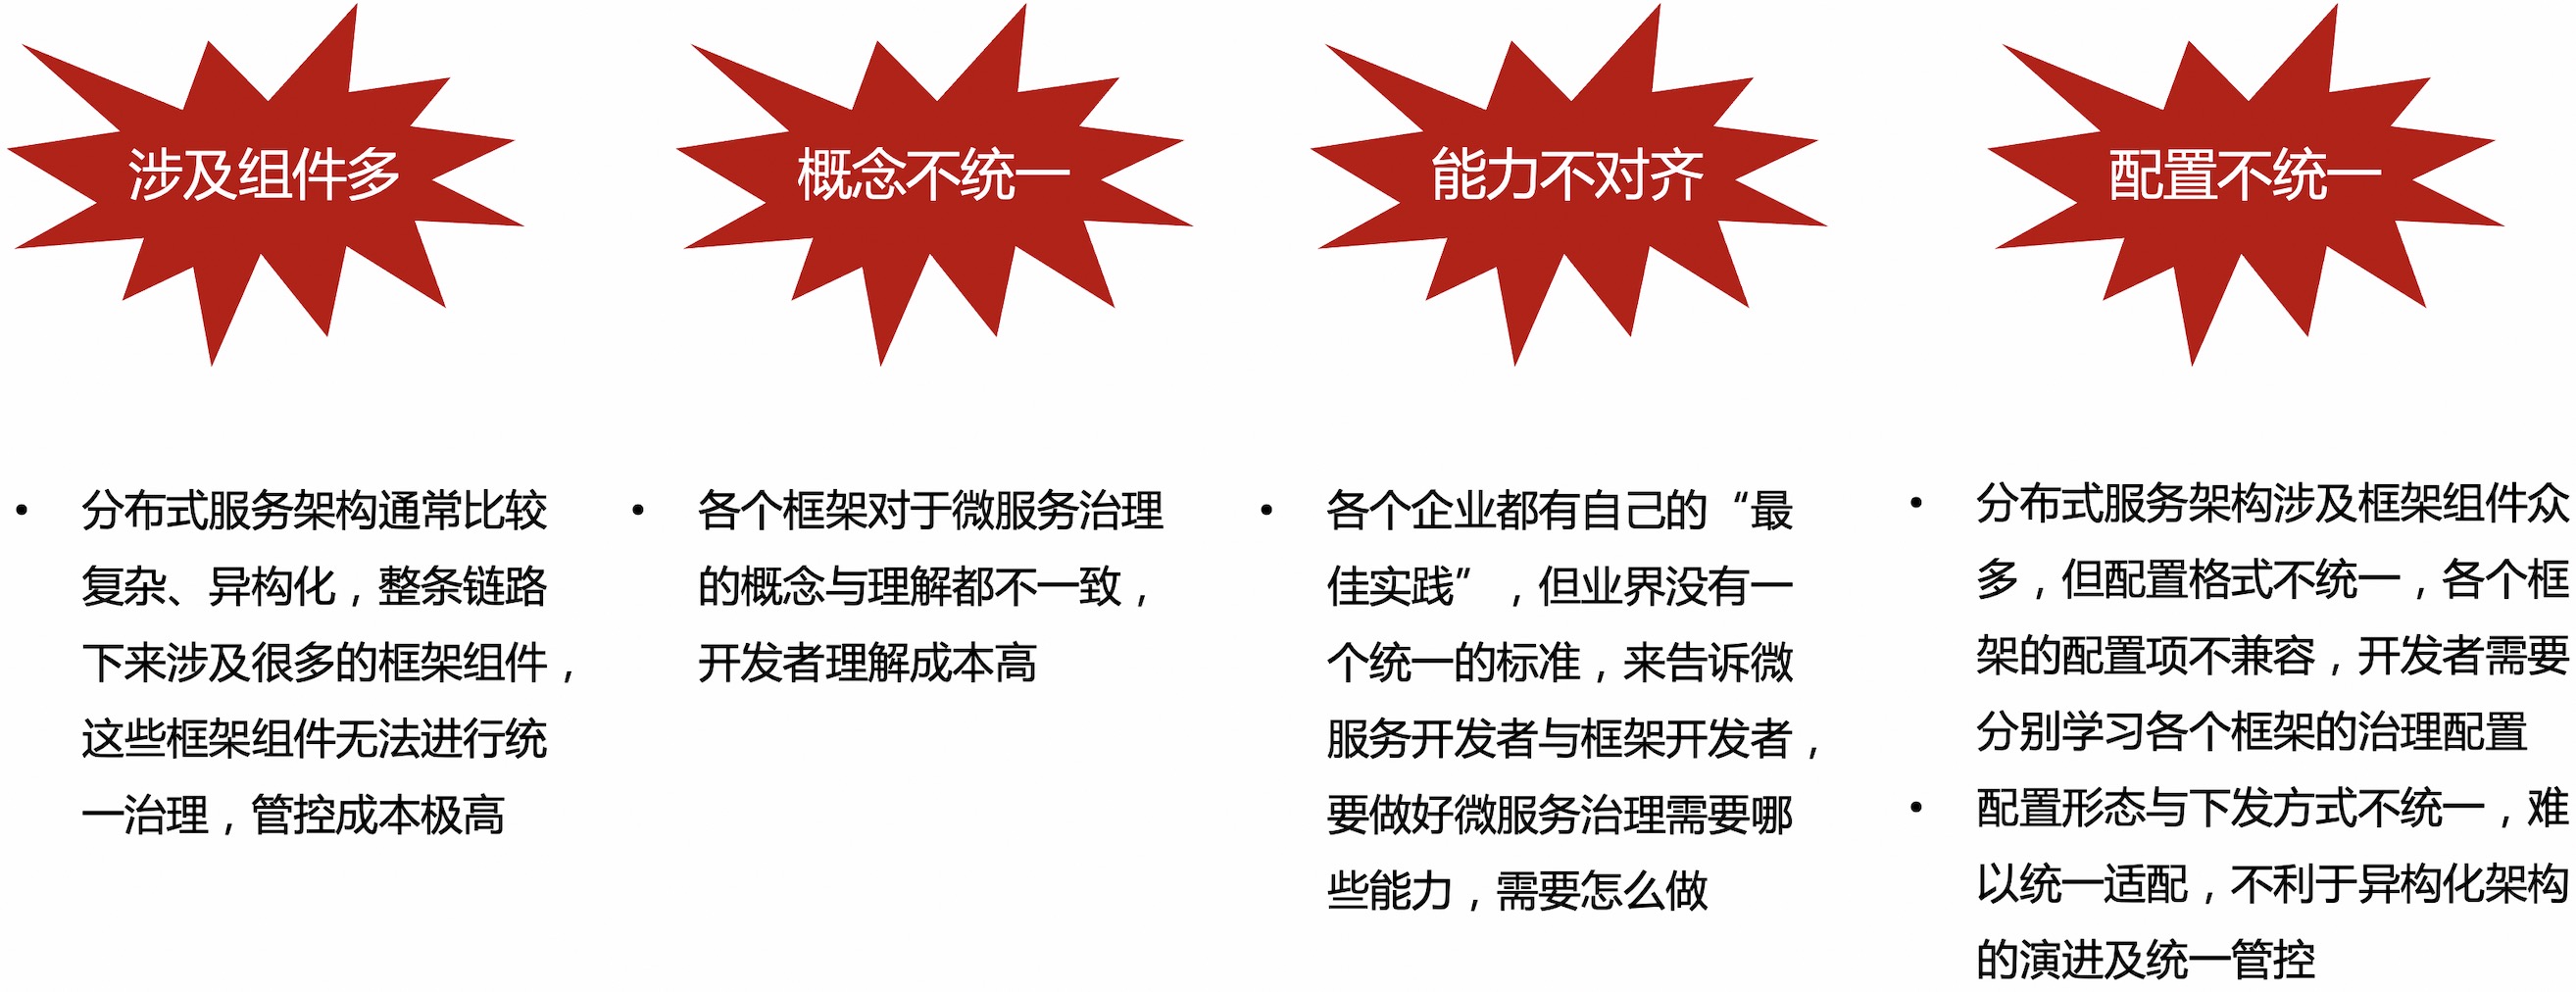 涉及组件多
概念不统一
能力不对齐
配置不统一
• 分布式服务架构通常比较
复杂、异构化，整条链路
下来涉及很多的框架组件，
这些框架组件无法进行统
一治理，管控成本极高
• 各个框架对于微服务治理
的概念与理解都不一致，
开发者理解成本高
• 各个企业都有自己的“最
佳实践”，但业界没有一
个统一的标准，来告诉微
服务开发者与框架开发者，
要做好微服务治理需要哪
些能力，需要怎么做
• 分布式服务架构涉及框架组件众
多，但配置格式不统一，各个框
架的配置项不兼容，开发者需要
分别学习各个框架的治理配置
• 配置形态与下发方式不统一，难
以统一适配，不利于异构化架构
的演进及统一管控